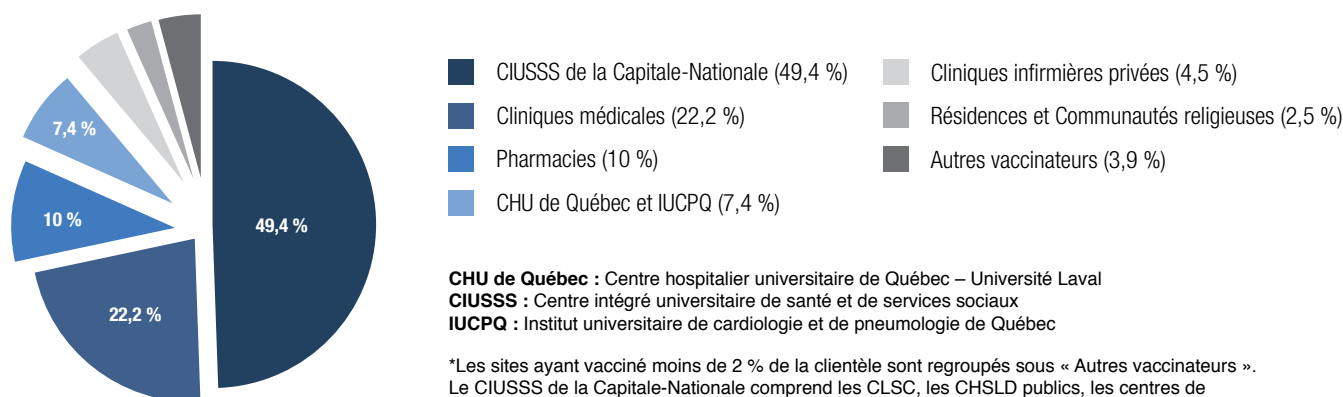 7,4 %
10 %
49,4 %
22,2 %
CIUSSS de la Capitale-Nationale (49,4 %)
Cliniques médicales (22,2 %)
Pharmacies (10 %)
CHU de Québec et IUCPQ (7,4 %)
Cliniques infirmières privées (4,5 %)
Résidences et Communautés religieuses (2,5 %)
Autres vaccinateurs (3,9 %)
CHU de Québec : Centre hospitalier universitaire de Québec – Université Laval
CIUSSS : Centre intégré universitaire de santé et de services sociaux
IUCPQ : Institut universitaire de cardiologie et de pneumologie de Québec
*Les sites ayant vacciné moins de 2 % de la clientèle sont regroupés sous « Autres vaccinateurs ».
Le CIUSSS de la Capitale-Nationale comprend les CLSC, les CHSLD publics, les centres de